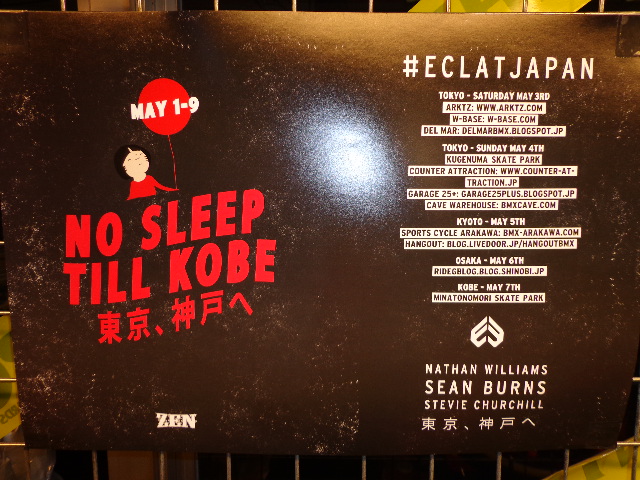 MAY 1-9
NO SLEEP
TILL KOBE
東京、神戸へ
ZEN
#ECLATJAPAN
TOKYO - SATURDAY MAY 3RD
ARKTZ: WWW.ARKTZ.COM
W-BASE: W-BASE.COM
DEL MAR: DELMARBMX.BLOGSPOT.JP
TOKYO - SUNDAY MAY 4TH
KUGENUMA SKATE PARK
COUNTER ATTRACTION: WWW.COUNTER-AT-
TRACTION.JP
GARAGE 25+: GARAGE25PLUS.BLOGSPOT.JP
CAVE WAREHOUSE: BMXCAVE.COM
KYOTO - MAY 5TH
SPORTS CYCLE ARAKAWA: BMX-ARAKAWA.COM
HANGOUT: BLOG.LIVEDOOR.JP/HANGOUTBMX
OSAKA - MAY 6TH
RIDEGBLOG.BLOG.SHINOBI.JP
KOBE - MAY 7TH
MINATONOMORI SKATE PARK
NATHAN WILLIAMS
SEAN BURNS
STEVIE CHURCHILL
東京、神戸へ